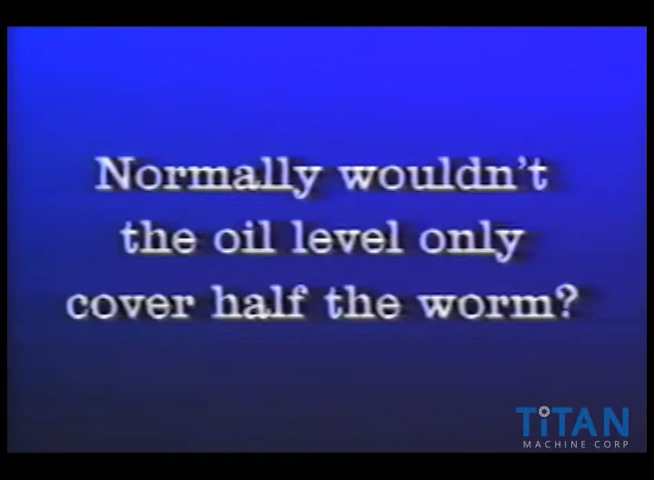 Normally wouldn't
the oil level only
cover half the worm?
TiTAN
MACHINE CORP